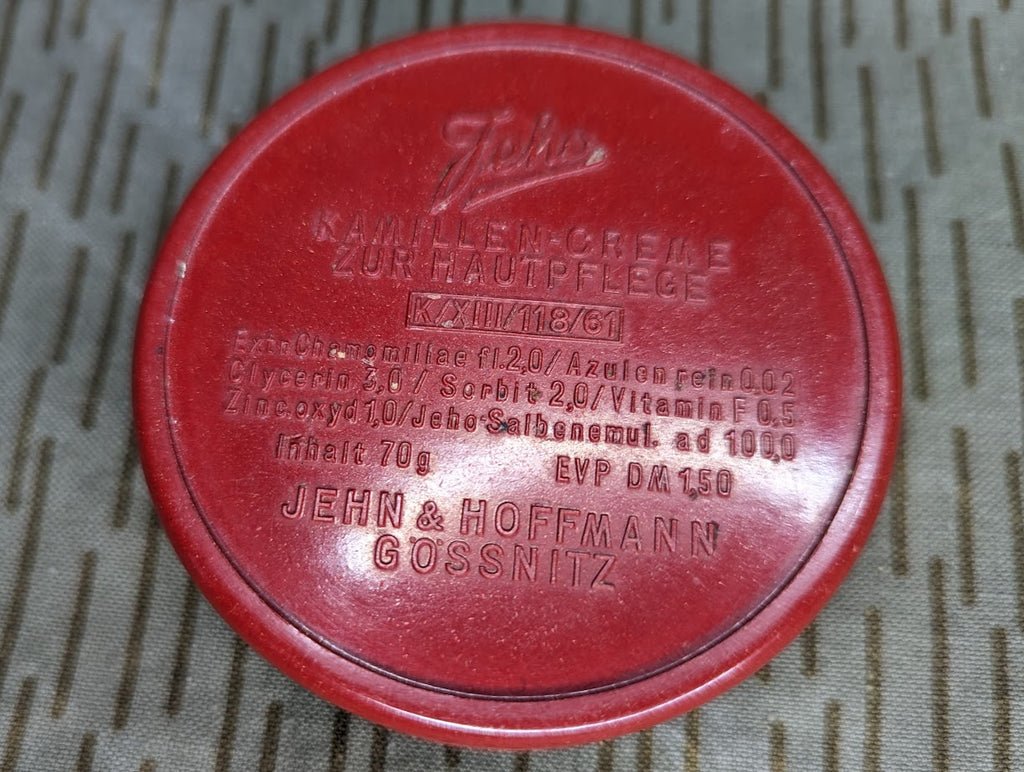 Jeho
KAMILLEN-CREME
ZUR HAUTPFLEGE
K/XIII/118/61
Extr. Chamomillae fl.2,0/ Azulen rein 0,02
Glycerin 3,0 / Sorbit 2,0/Vitamin F 0,5
Zinc.oxyd 1,0/Jeho Salbenemul. ad 100,0
Inhalt 70g EVP DM 1,50
JEHN & HOFFMANN
GÖSSNITZ